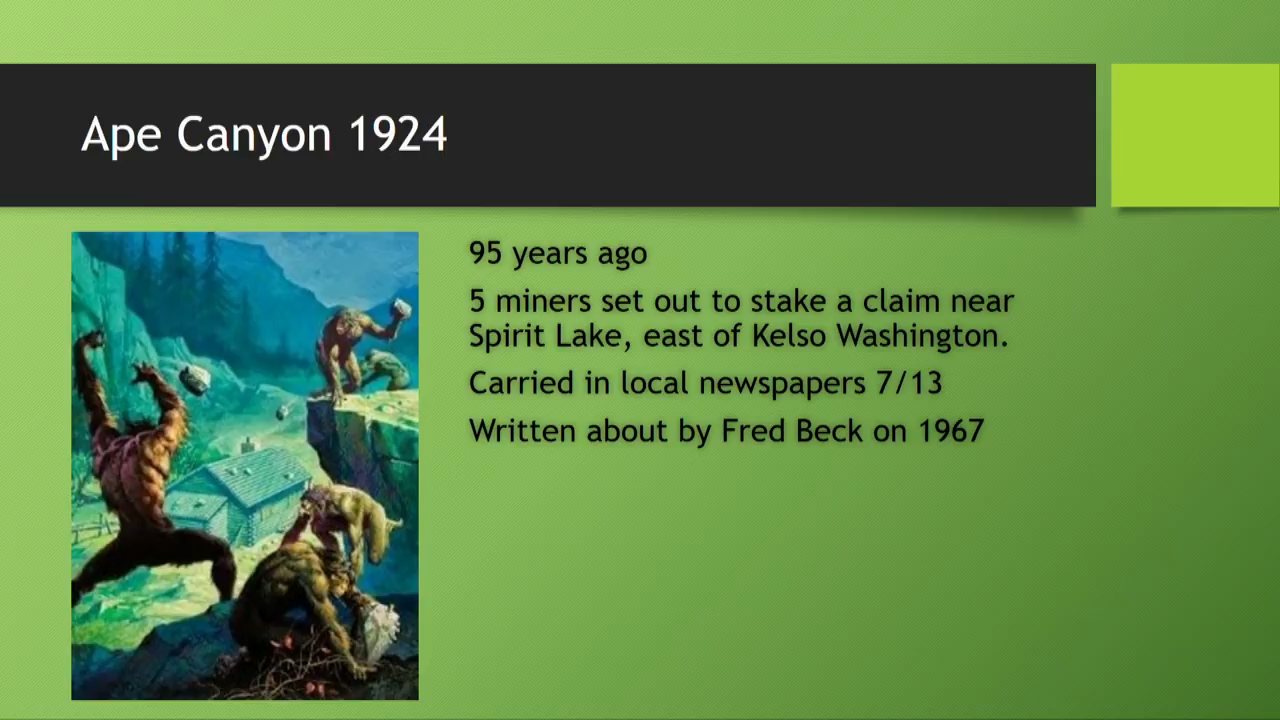 Ape Canyon 1924
95 years ago
5 miners set out to stake a claim near
Spirit Lake, east of Kelso Washington.
Carried in local newspapers 7/13
Written about by Fred Beck on 1967